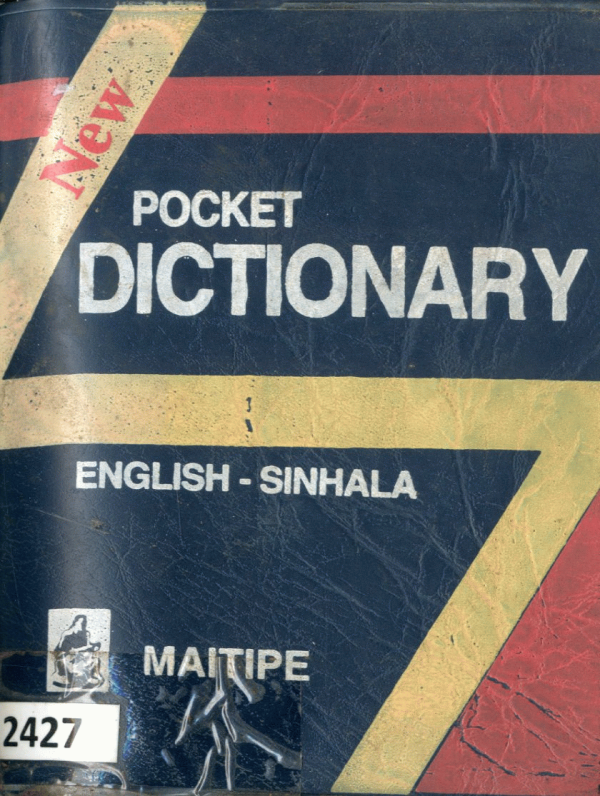 New
POCKET
DICTIONARY
ENGLISH - SINHALA
MAITIPE
2427